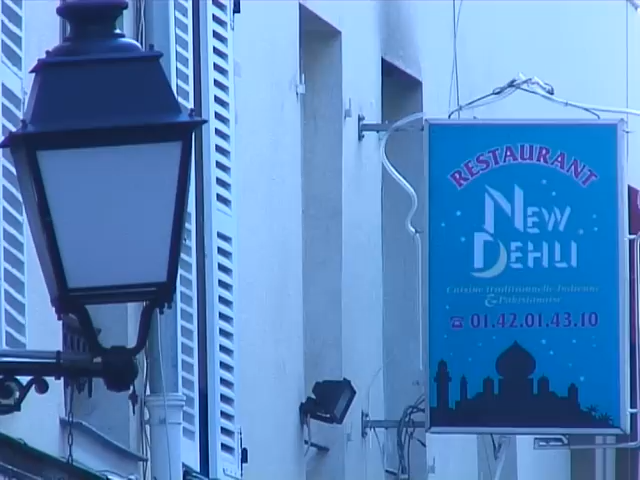 RESTAURANT
NEW
DEHLI
Cuisine traditionnelle Indienne
& Pakistanaise
☎ 01.42.01.43.10